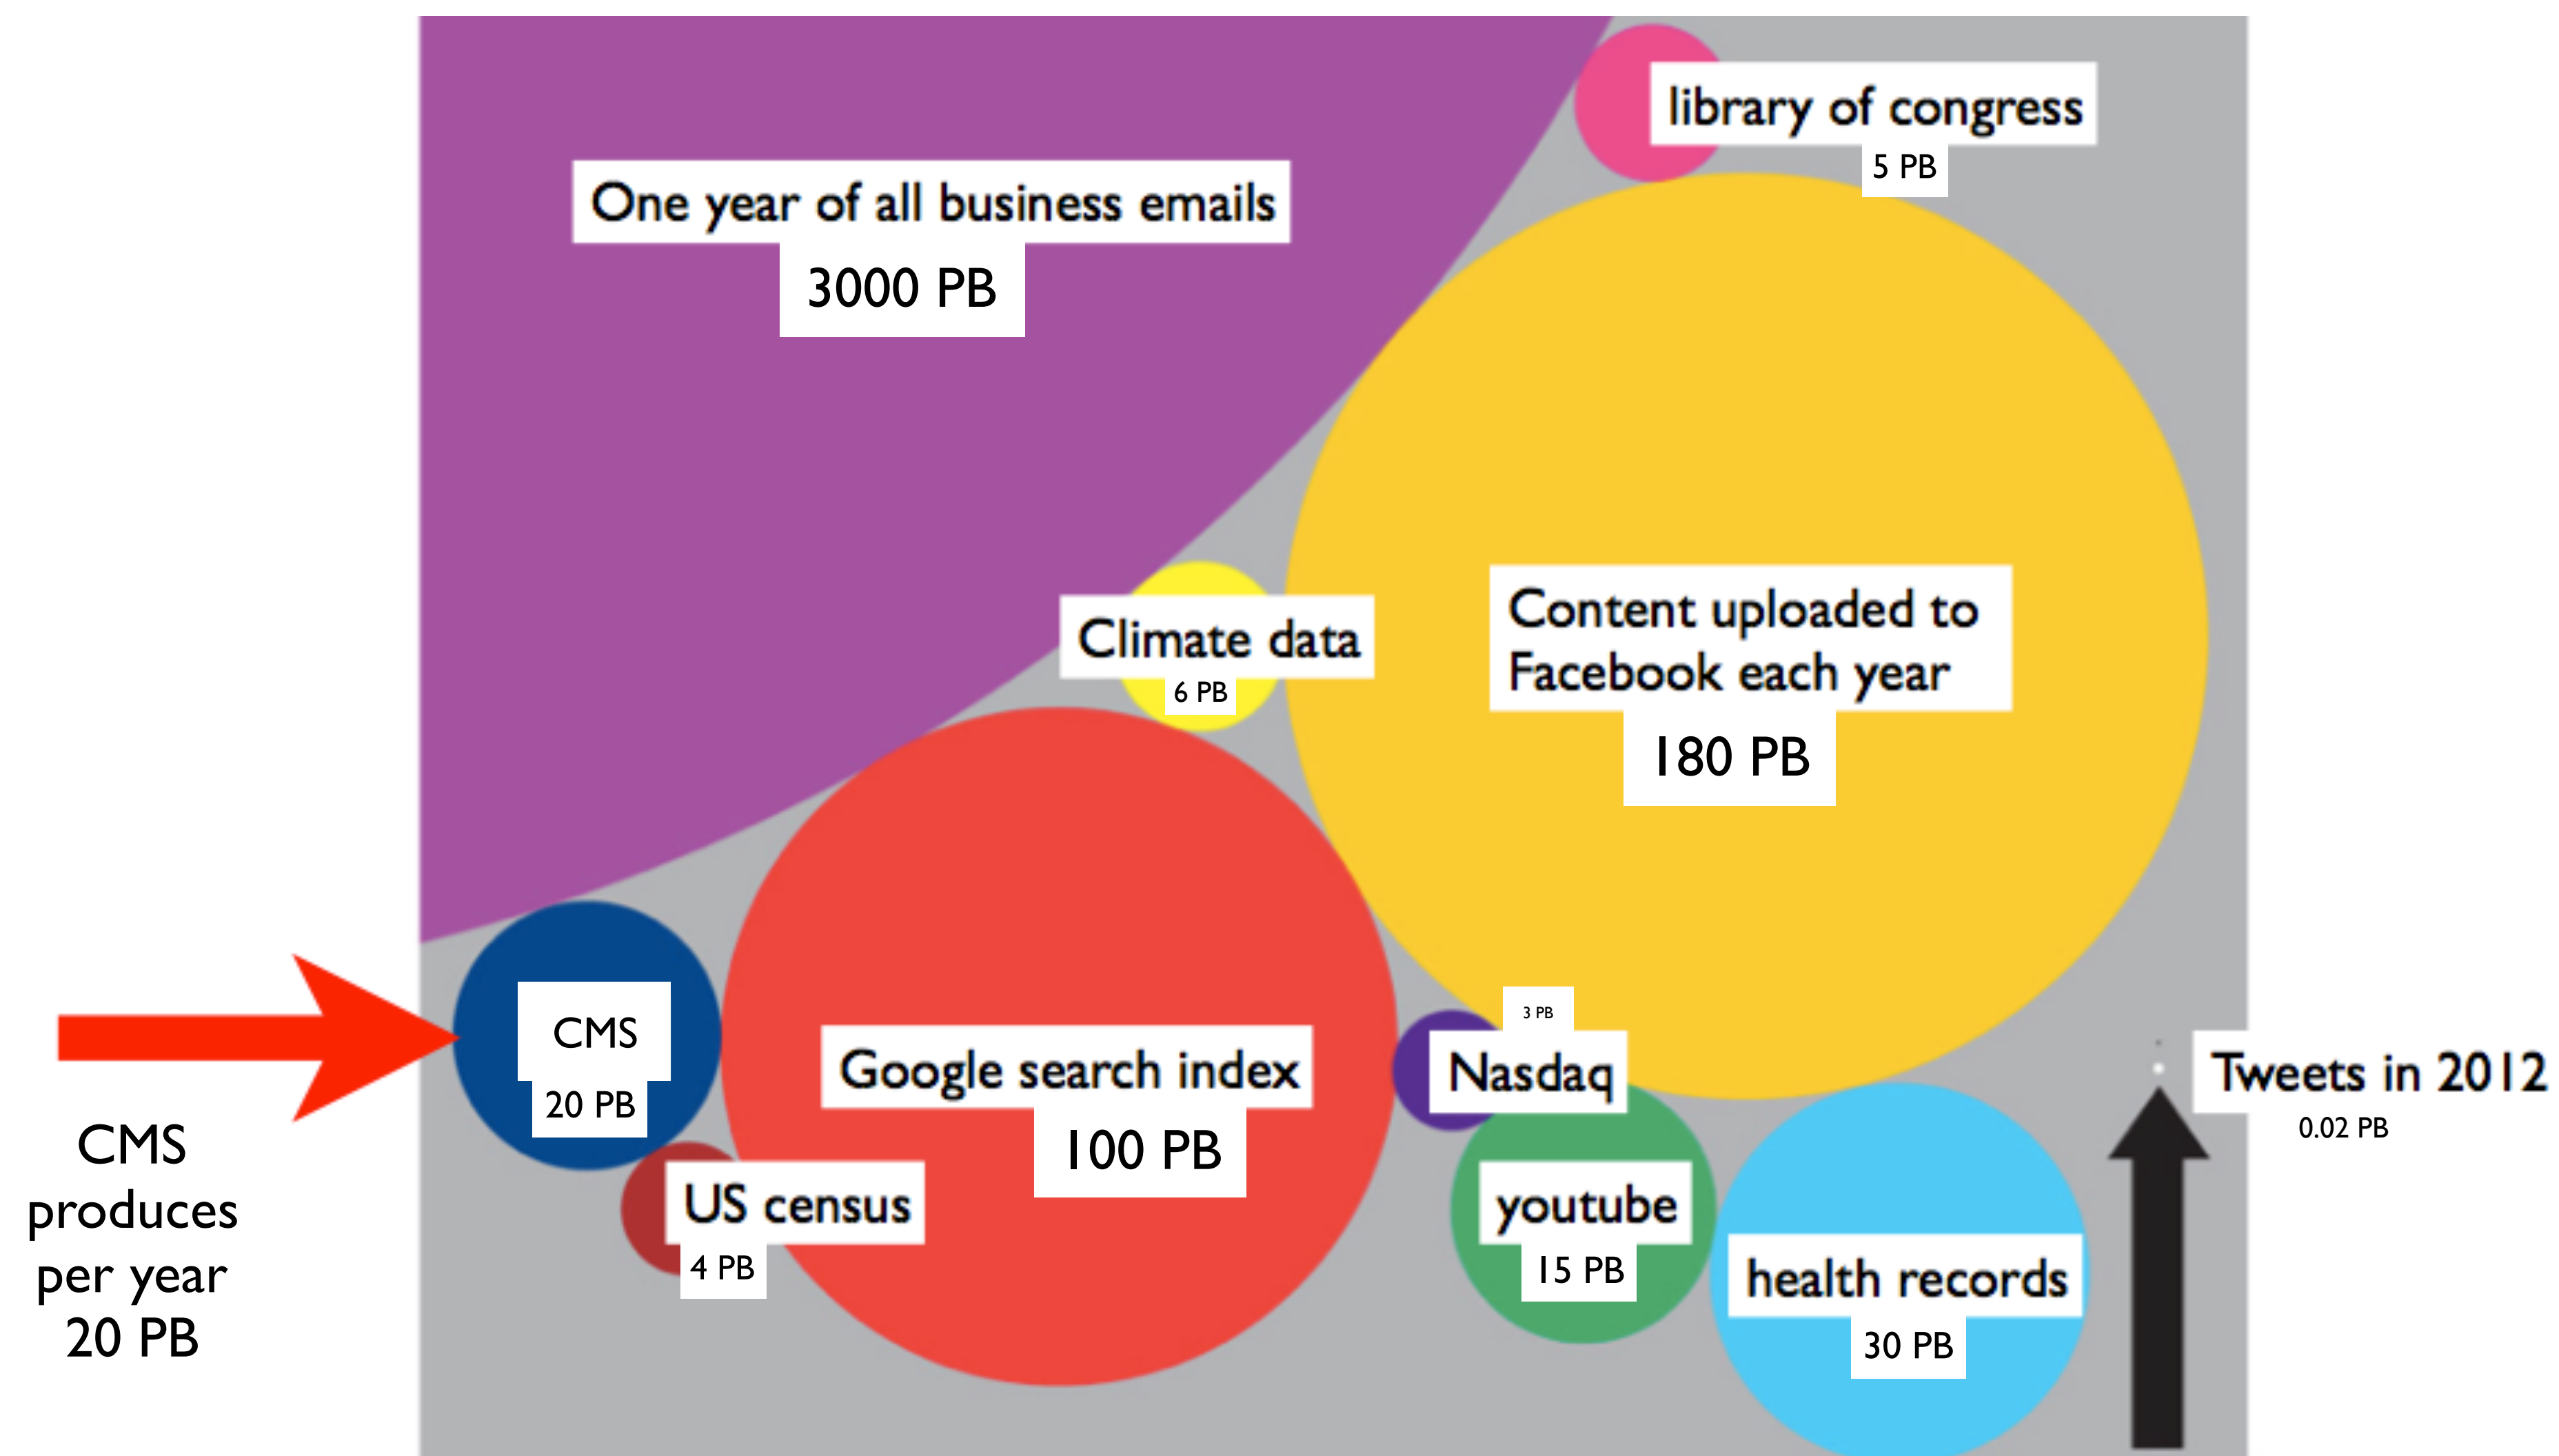 library of congress
5 PB
One year of all business emails
3000 PB
Climate data
6 PB
Content uploaded to
Facebook each year
180 PB
CMS
20 PB
Google search index
100 PB
3 PB
Nasdaq
Tweets in 2012
0.02 PB
US census
4 PB
youtube
15 PB
health records
30 PB
CMS
produces
per year
20 PB